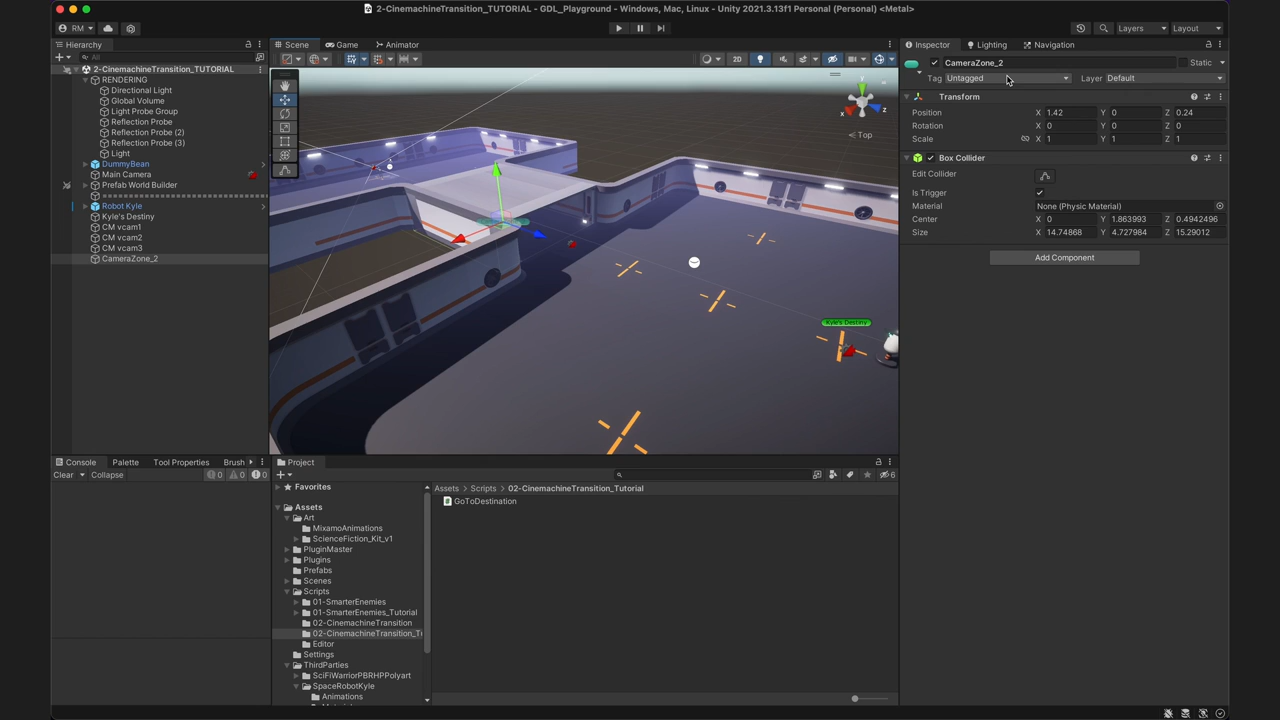 2-CinemachineTransition_TUTORIAL - GDL_Playground - Windows, Mac, Linux - Unity 2021.3.13f1 Personal (Personal) <Metal>
RM
Layers
Layout
Hierarchy
All
2-CinemachineTransition_TUTORIAL
RENDERING
Directional Light
Global Volume
Light Probe Group
Reflection Probe
Reflection Probe (2)
Reflection Probe (3)
Light
DummyBean
Main Camera
Prefab World Builder
Robot Kyle
Kyle's Destiny
CM vcam1
CM vcam2
CM vcam3
CameraZone_2
Scene
Game
Animator
2D
y
x
z
Top
Kyle's Destiny
Inspector
Lighting
Navigation
CameraZone_2
Static
Tag Untagged
Layer Default
Transform
Position X 1.42 Y 0 Z 0.24
Rotation X 0 Y 0 Z 0
Scale X 1 Y 1 Z 1
Box Collider
Edit Collider
Is Trigger
Material None (Physic Material)
Center X 0 Y 1.863993 Z 0.4942496
Size X 14.74868 Y 4.727984 Z 15.29012
Add Component
Console
Palette
Tool Properties
Brush
Clear
Collapse
0
0
0
Project
6
Favorites
Assets
Art
MixamoAnimations
ScienceFiction_Kit_v1
PluginMaster
Plugins
Prefabs
Scenes
Scripts
01-SmarterEnemies
01-SmarterEnemies_Tutorial
02-CinemachineTransition
02-CinemachineTransition_Tu
Editor
Settings
ThirdParties
SciFiWarriorPBRHPPolyart
SpaceRobotKyle
Animations
Assets > Scripts > 02-CinemachineTransition_Tutorial
GoToDestination